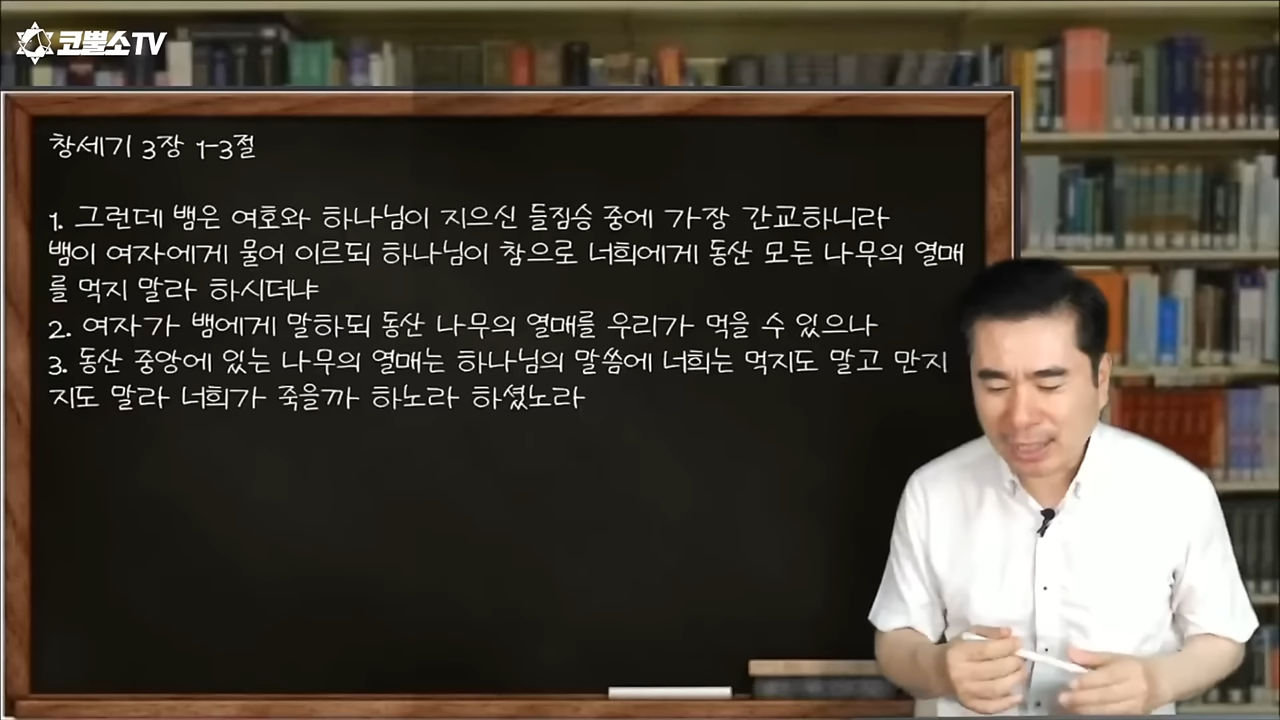 코뿔소TV
창세기 3장 1-3절
1. 그런데 뱀은 여호와 하나님이 지으신 들짐승 중에 가장 간교하니라
뱀이 여자에게 물어 이르되 하나님이 참으로 너희에게 동산 모든 나무의 열매
를 먹지 말라 하시더냐
2. 여자가 뱀에게 말하되 동산 나무의 열매를 우리가 먹을 수 있으나
3. 동산 중앙에 있는 나무의 열매는 하나님의 말씀에 너희는 먹지도 말고 만지
지도 말라 너희가 죽을까 하노라 하셨노라